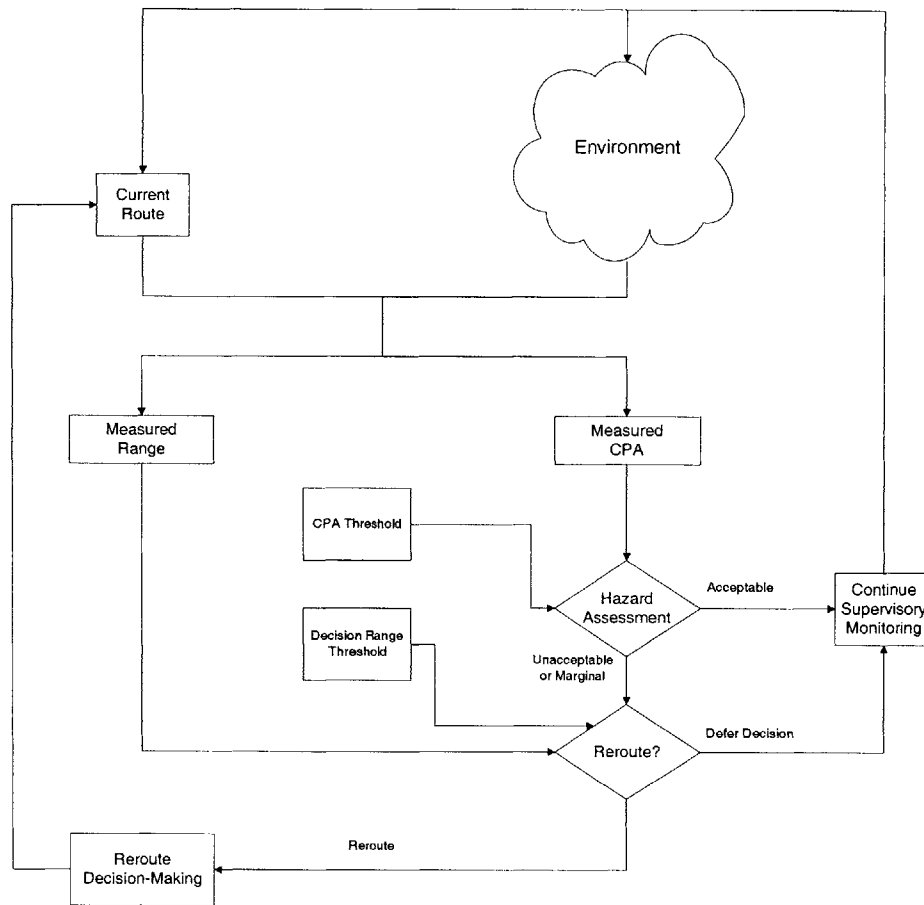 Environment
Current
Route
Measured
Range
Measured
CPA
CPA Threshold
Hazard
Assessment
Acceptable
Continue
Supervisory
Monitoring
Decision Range
Threshold
Unacceptable
or Marginal
Reroute?
Defer Decision
Reroute
Reroute
Decision-Making